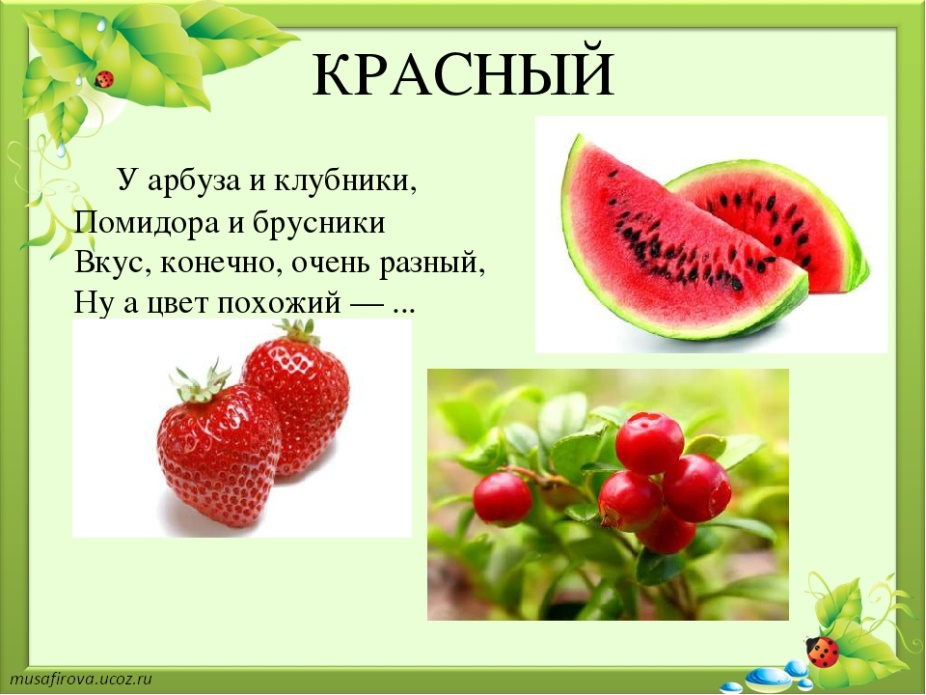 КРАСНЫЙ
У арбуза и клубники,
Помидора и брусники
Вкус, конечно, очень разный,
Ну а цвет похожий — ...
musafirova.ucoz.ru